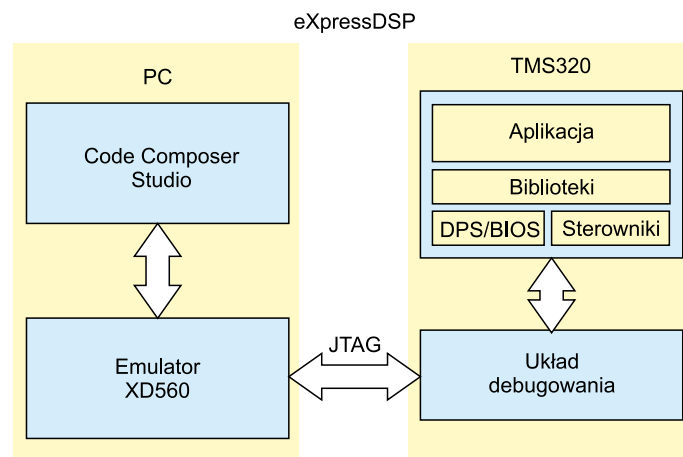 eXpressDSP
PC
Code Composer
Studio
Emulator
XD560
JTAG
TMS320
Aplikacja
Biblioteki
DPS/BIOS
Sterowniki
Układ
debugowania